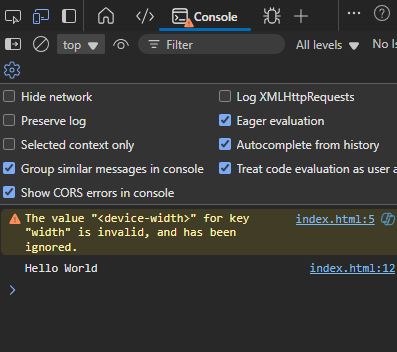 Console
top
Filter
All levels
No Is
Hide network
Log XMLHttpRequests
Preserve log
Eager evaluation
Selected context only
Autocomplete from history
Group similar messages in console
Treat code evaluation as user a
Show CORS errors in console
The value "<device-width>" for key index.html:5
"width" is invalid, and has been
ignored.
Hello World index.html:12